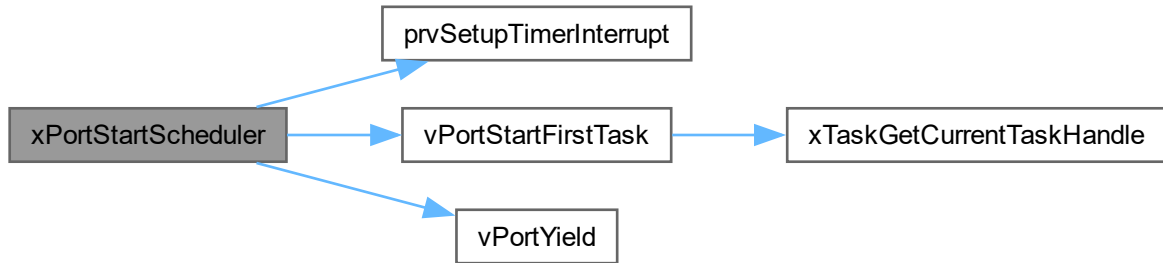 prvSetupTimerInterrupt
xPortStartScheduler
vPortStartFirstTask
xTaskGetCurrentTaskHandle
vPortYield